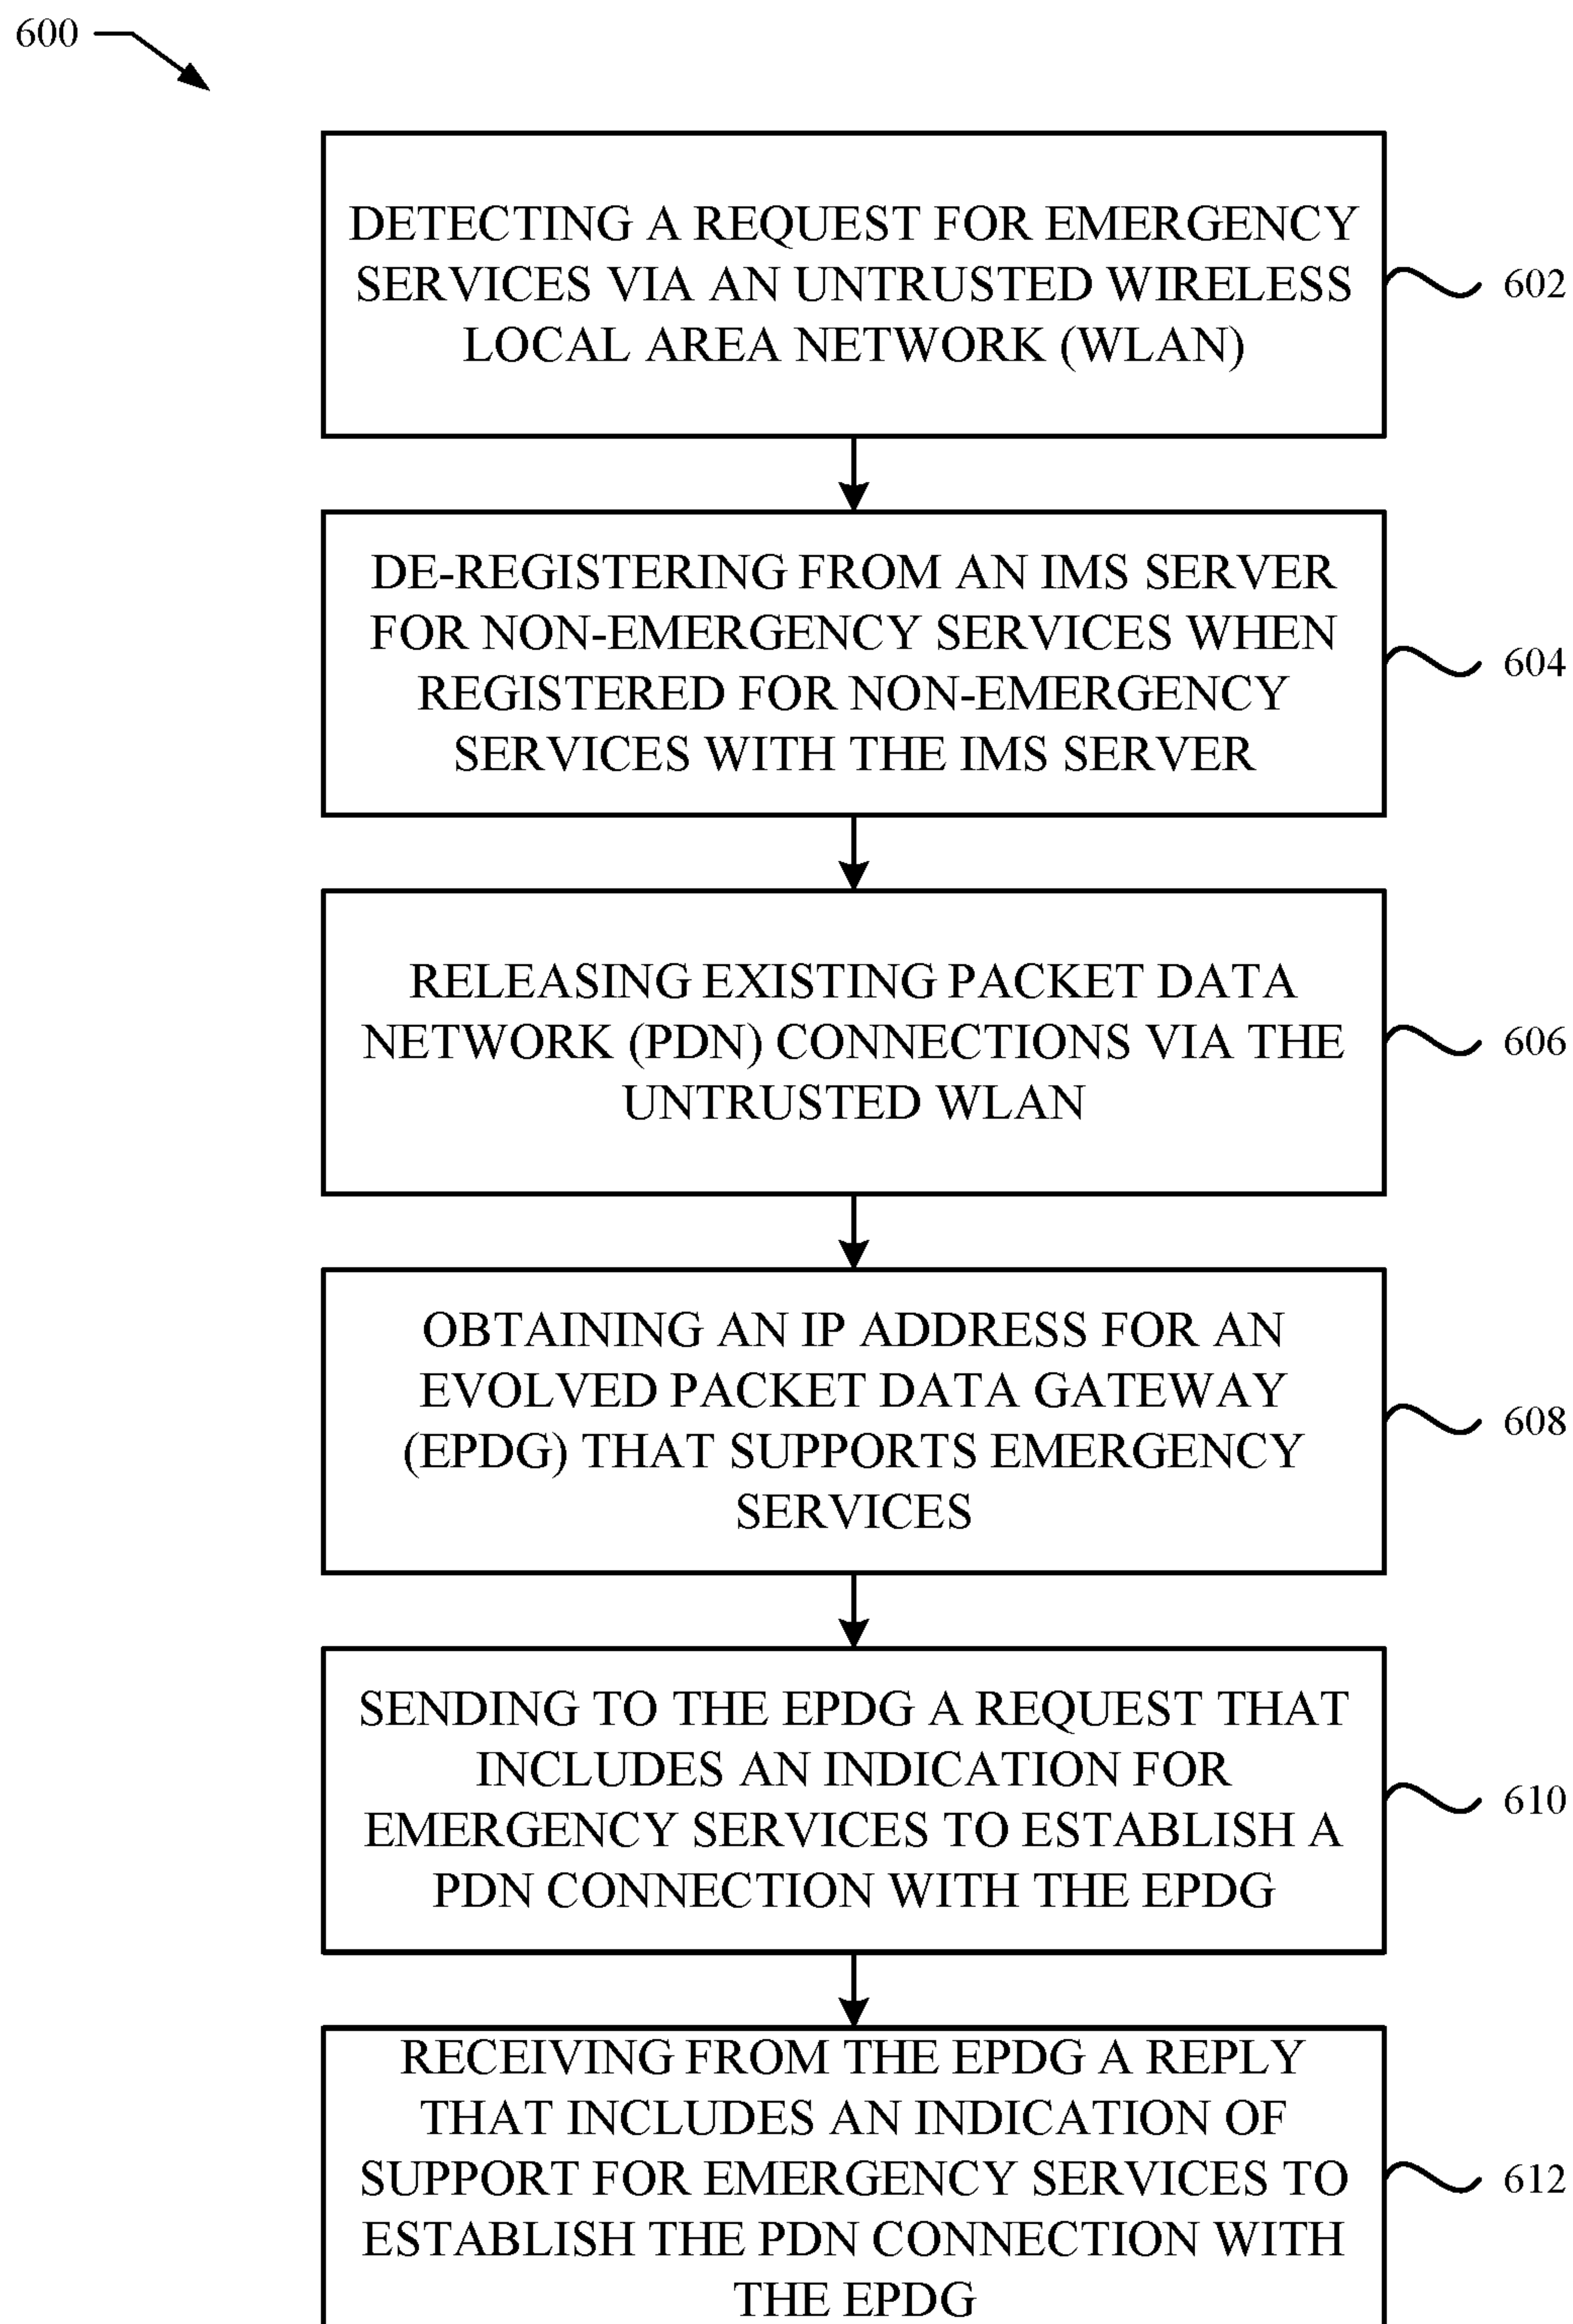 600
DETECTING A REQUEST FOR EMERGENCY
SERVICES VIA AN UNTRUSTED WIRELESS
LOCAL AREA NETWORK (WLAN)
602
DE-REGISTERING FROM AN IMS SERVER
FOR NON-EMERGENCY SERVICES WHEN
REGISTERED FOR NON-EMERGENCY
SERVICES WITH THE IMS SERVER
604
RELEASING EXISTING PACKET DATA
NETWORK (PDN) CONNECTIONS VIA THE
UNTRUSTED WLAN
606
OBTAINING AN IP ADDRESS FOR AN
EVOLVED PACKET DATA GATEWAY
(EPDG) THAT SUPPORTS EMERGENCY
SERVICES
608
SENDING TO THE EPDG A REQUEST THAT
INCLUDES AN INDICATION FOR
EMERGENCY SERVICES TO ESTABLISH A
PDN CONNECTION WITH THE EPDG
610
RECEIVING FROM THE EPDG A REPLY
THAT INCLUDES AN INDICATION OF
SUPPORT FOR EMERGENCY SERVICES TO
ESTABLISH THE PDN CONNECTION WITH
THE EPDG
612